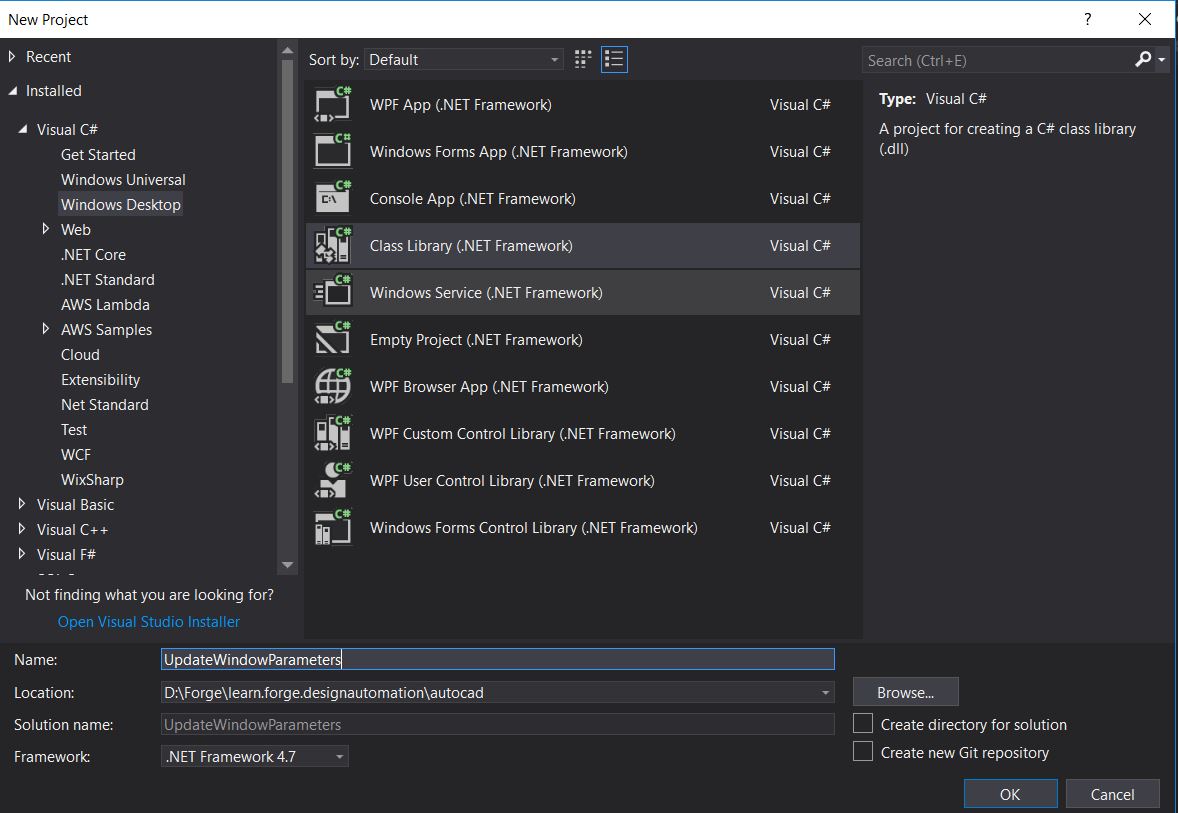 New Project
?
Recent
Installed
Visual C#
Get Started
Windows Universal
Windows Desktop
Web
.NET Core
.NET Standard
AWS Lambda
AWS Samples
Cloud
Extensibility
Net Standard
Test
WCF
WixSharp
Visual Basic
Visual C++
Visual F#
Not finding what you are looking for?
Open Visual Studio Installer
Sort by: Default
WPF App (.NET Framework) Visual C#
Windows Forms App (.NET Framework) Visual C#
Console App (.NET Framework) Visual C#
Class Library (.NET Framework) Visual C#
Windows Service (.NET Framework) Visual C#
Empty Project (.NET Framework) Visual C#
WPF Browser App (.NET Framework) Visual C#
WPF Custom Control Library (.NET Framework) Visual C#
WPF User Control Library (.NET Framework) Visual C#
Windows Forms Control Library (.NET Framework) Visual C#
Search (Ctrl+E)
Type: Visual C#
A project for creating a C# class library
(.dll)
Name: UpdateWindowParameters
Location: D:\Forge\learn.forge.designautomation\autocad Browse...
Solution name: UpdateWindowParameters Create directory for solution
Framework: .NET Framework 4.7 Create new Git repository
OK Cancel